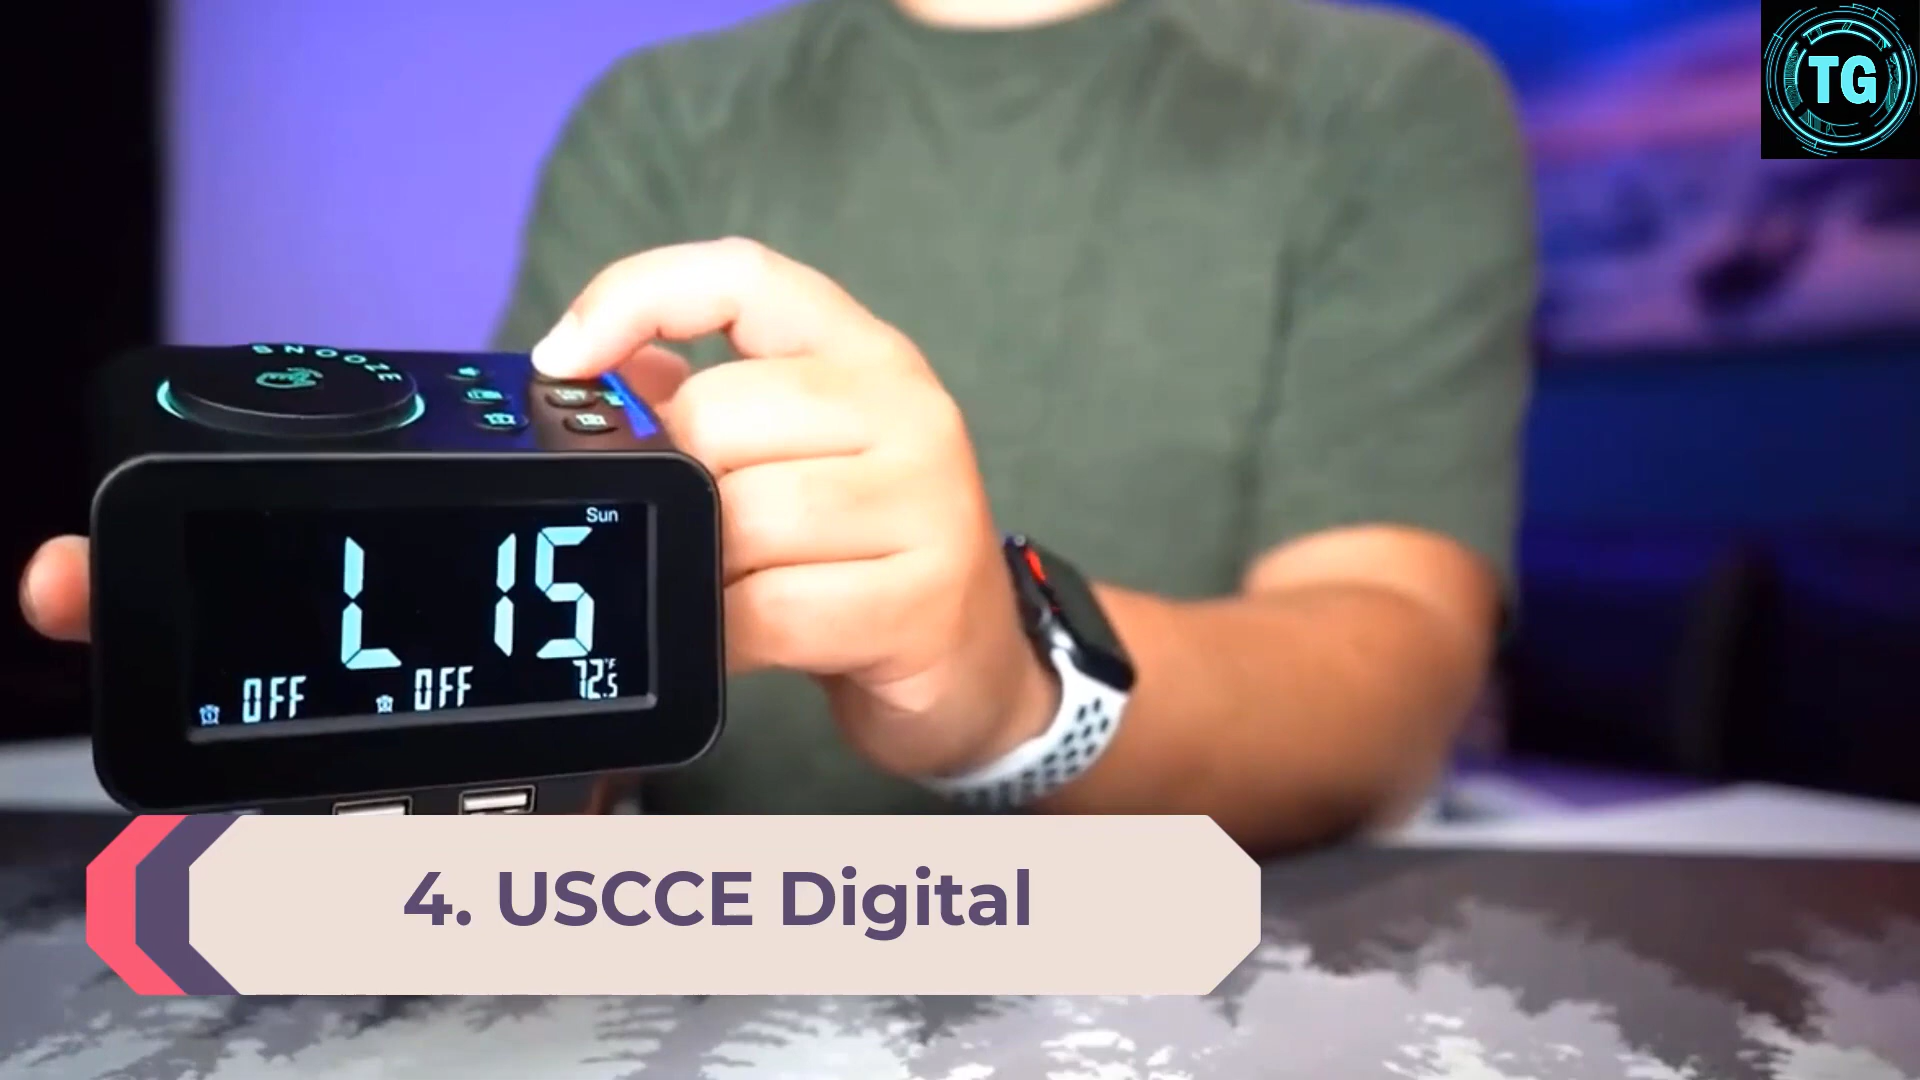 TG
SNOOZE
Sun
L 15
OFF
OFF
72.5°F
4. USCCE Digital